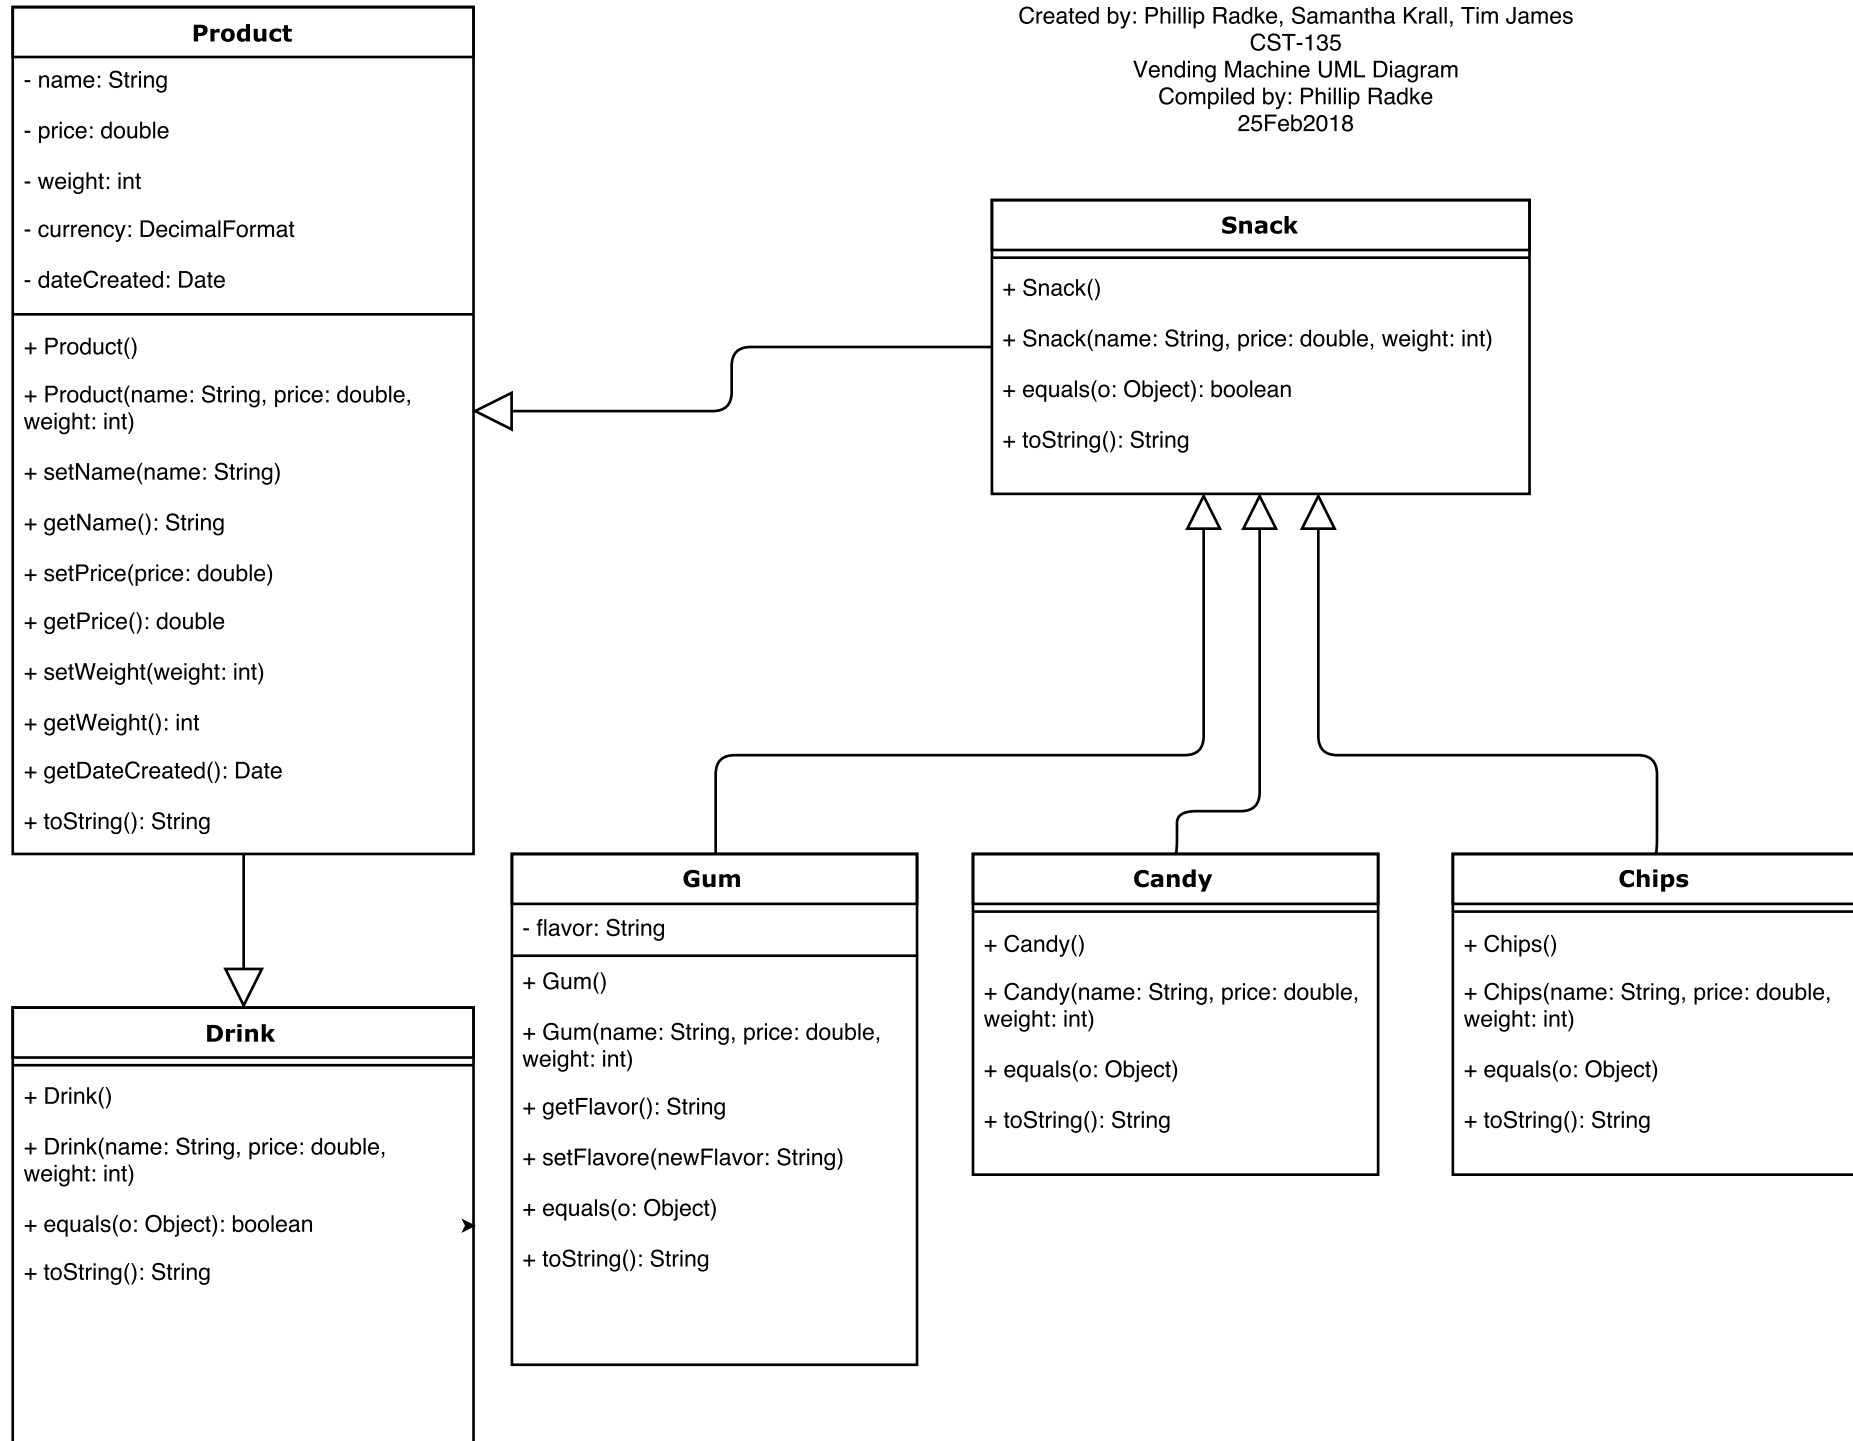 Created by: Phillip Radke, Samantha Krall, Tim James
CST-135
Vending Machine UML Diagram
Compiled by: Phillip Radke
25Feb2018
Product
- name: String
- price: double
- weight: int
- currency: DecimalFormat
- dateCreated: Date
+ Product()
+ Product(name: String, price: double,
weight: int)
+ setName(name: String)
+ getName(): String
+ setPrice(price: double)
+ getPrice(): double
+ setWeight(weight: int)
+ getWeight(): int
+ getDateCreated(): Date
+ toString(): String
Snack
+ Snack()
+ Snack(name: String, price: double, weight: int)
+ equals(o: Object): boolean
+ toString(): String
Drink
+ Drink()
+ Drink(name: String, price: double,
weight: int)
+ equals(o: Object): boolean
+ toString(): String
Gum
- flavor: String
+ Gum()
+ Gum(name: String, price: double,
weight: int)
+ getFlavor(): String
+ setFlavore(newFlavor: String)
+ equals(o: Object)
+ toString(): String
Candy
+ Candy()
+ Candy(name: String, price: double,
weight: int)
+ equals(o: Object)
+ toString(): String
Chips
+ Chips()
+ Chips(name: String, price: double,
weight: int)
+ equals(o: Object)
+ toString(): String